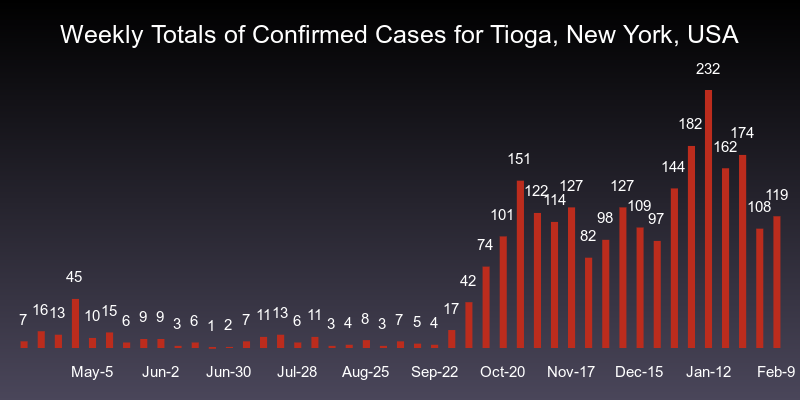 Weekly Totals of Confirmed Cases for Tioga, New York, USA
7 16 13 45 10 15 6 9 9 3 6 1 2 7 11 13 6 11 3 4 8 3 7 5 4 17 42 74 101 151 122 114 127 82 98 127 109 97 144 182 232 162 174 108 119
May-5 Jun-2 Jun-30 Jul-28 Aug-25 Sep-22 Oct-20 Nov-17 Dec-15 Jan-12 Feb-9